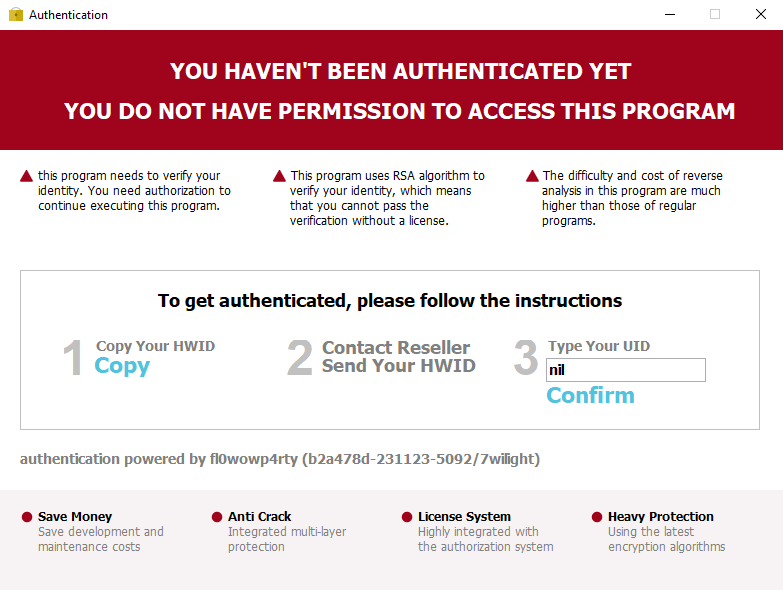 Authentication
YOU HAVEN'T BEEN AUTHENTICATED YET
YOU DO NOT HAVE PERMISSION TO ACCESS THIS PROGRAM
this program needs to verify your
identity. You need authorization to
continue executing this program.
This program uses RSA algorithm to
verify your identity, which means
that you cannot pass the
verification without a license.
The difficulty and cost of reverse
analysis in this program are much
higher than those of regular
programs.
To get authenticated, please follow the instructions
1
Copy Your HWID
Copy
2
Contact Reseller
Send Your HWID
3
Type Your UID
nil
Confirm
authentication powered by fl0wowp4rty (b2a478d-231123-5092/7wilight)
Save Money
Save development and
maintenance costs
Anti Crack
Integrated multi-layer
protection
License System
Highly integrated with
the authorization system
Heavy Protection
Using the latest
encryption algorithms